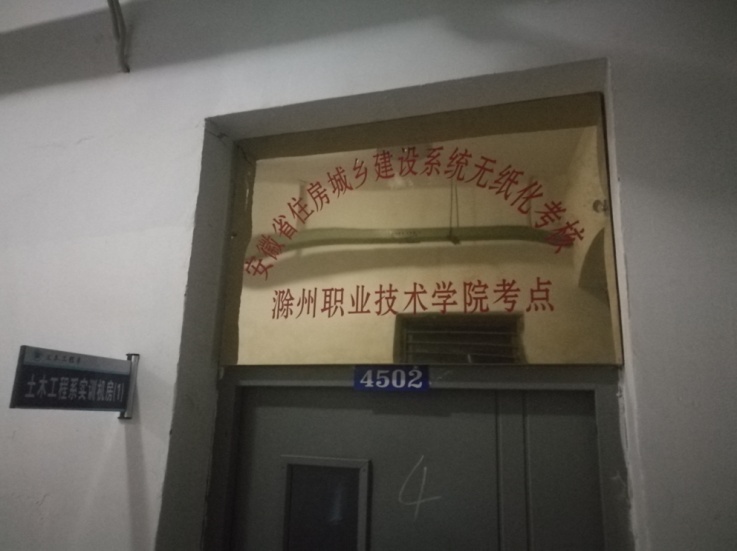 安徽省住房城乡建设系统无纸化考核
滁州职业技术学院考点
4502
土木工程系实训机房(1)
4